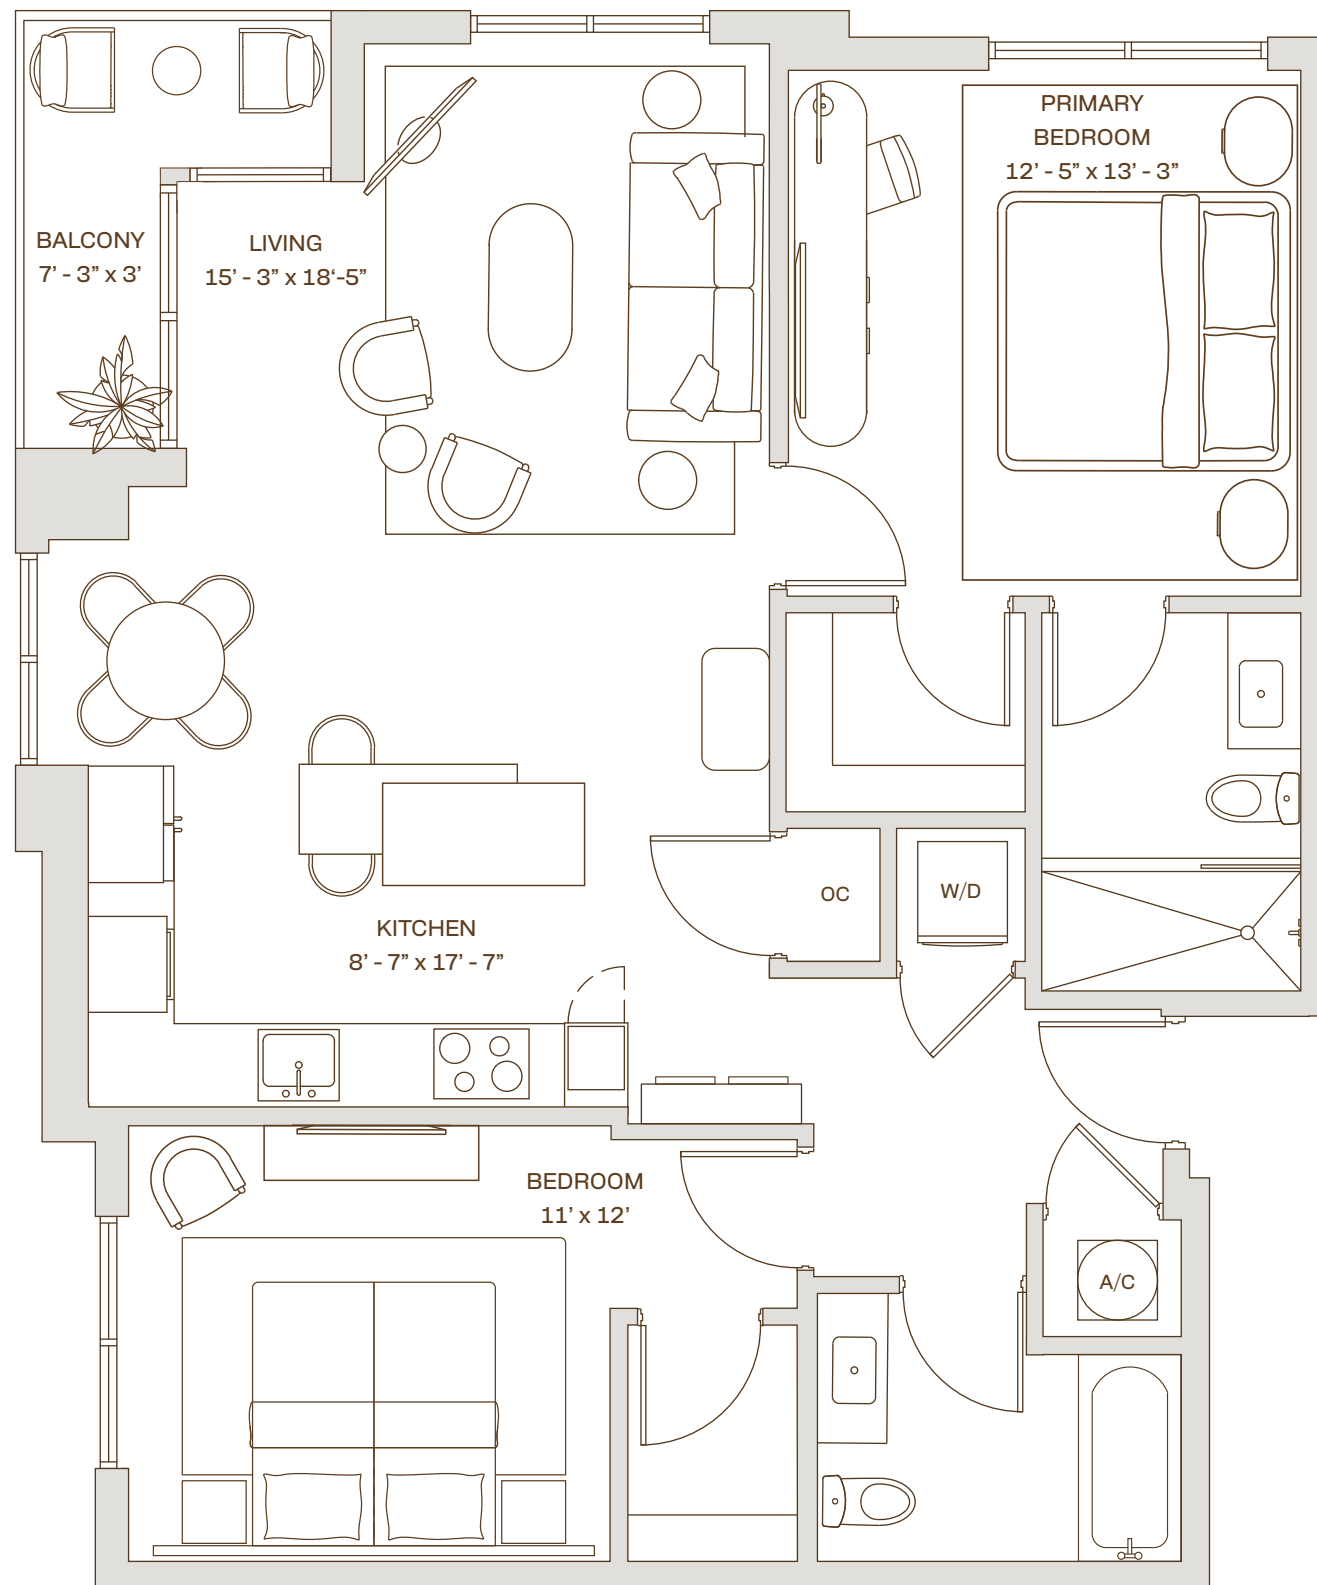 PRIMARY
BEDROOM
12’ - 5” x 13’ - 3”
BALCONY
7’ - 3” x 3’
LIVING
15’ - 3” x 18‘-5”
OC
W/D
KITCHEN
8’ - 7” x 17’ - 7”
BEDROOM
11’ x 12’
A/C